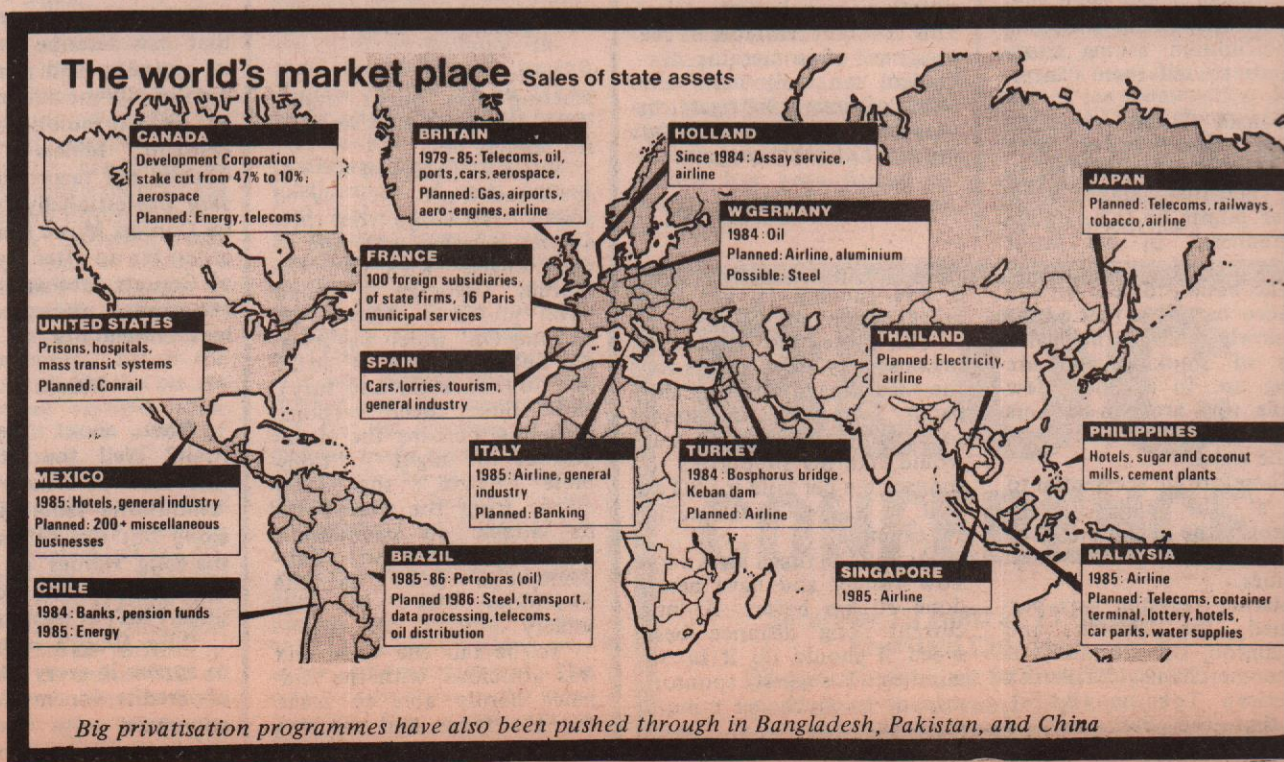 The world's market place Sales of state assets
CANADA
Development Corporation
stake cut from 47% to 10%;
aerospace
Planned: Energy, telecoms
BRITAIN
1979-85: Telecoms, oil,
ports, cars, aerospace,
Planned: Gas, airports,
aero-engines, airline
HOLLAND
Since 1984: Assay service,
airline
W GERMANY
1984: Oil
Planned: Airline, aluminium
Possible: Steel
JAPAN
Planned: Telecoms, railways,
tobacco, airline
FRANCE
100 foreign subsidiaries,
of state firms, 16 Paris
municipal services
UNITED STATES
Prisons, hospitals,
mass transit systems
Planned: Conrail
SPAIN
Cars, lorries, tourism,
general industry
THAILAND
Planned: Electricity,
airline
MEXICO
1985: Hotels, general industry
Planned: 200+ miscellaneous
businesses
ITALY
1985: Airline, general
industry
Planned: Banking
TURKEY
1984: Bosphorus bridge,
Keban dam
Planned: Airline
PHILIPPINES
Hotels, sugar and coconut
mills, cement plants
CHILE
1984: Banks, pension funds
1985: Energy
BRAZIL
1985-86: Petrobras (oil)
Planned 1986: Steel, transport,
data processing, telecoms,
oil distribution
SINGAPORE
1985: Airline
MALAYSIA
1985: Airline
Planned: Telecoms, container
terminal, lottery, hotels,
car parks, water supplies
Big privatisation programmes have also been pushed through in Bangladesh, Pakistan, and China